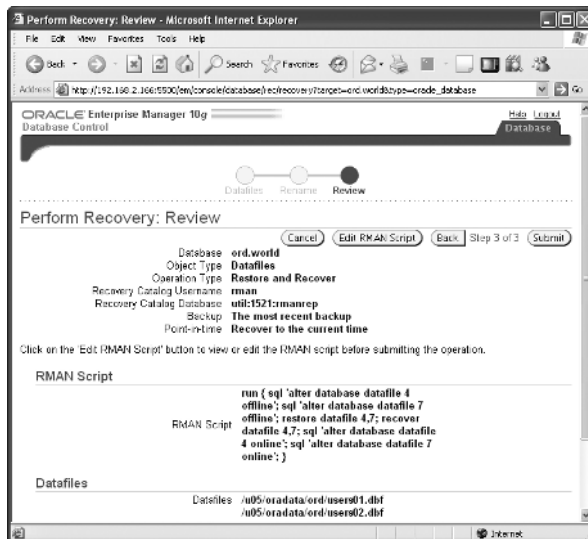 Perform Recovery: Review - Microsoft Internet Explorer
File Edit View Favorites Tools Help
Back Search Favorites
Address http://192.168.2.166:5500/em/console/database/rec/recovery?target=ord.world&type=oracle_database Go
ORACLE Enterprise Manager 10g
Database Control
Help Logout
Database
Datafiles Rename Review
Perform Recovery: Review
Cancel Edit RMAN Script Back Step 3 of 3 Submit
Database ord.world
Object Type Datafiles
Operation Type Restore and Recover
Recovery Catalog Username rman
Recovery Catalog Database util:1521:rmanrep
Backup The most recent backup
Point-in-time Recover to the current time
Click on the 'Edit RMAN Script' button to view or edit the RMAN script before submitting the operation.
RMAN Script
run { sql 'alter database datafile 4
offline'; sql 'alter database datafile 7
offline'; restore datafile 4,7; recover
RMAN Script datafile 4,7; sql 'alter database datafile
4 online'; sql 'alter database datafile 7
online'; }
Datafiles
Datafiles /u05/oradata/ord/users01.dbf
/u05/oradata/ord/users02.dbf
Internet